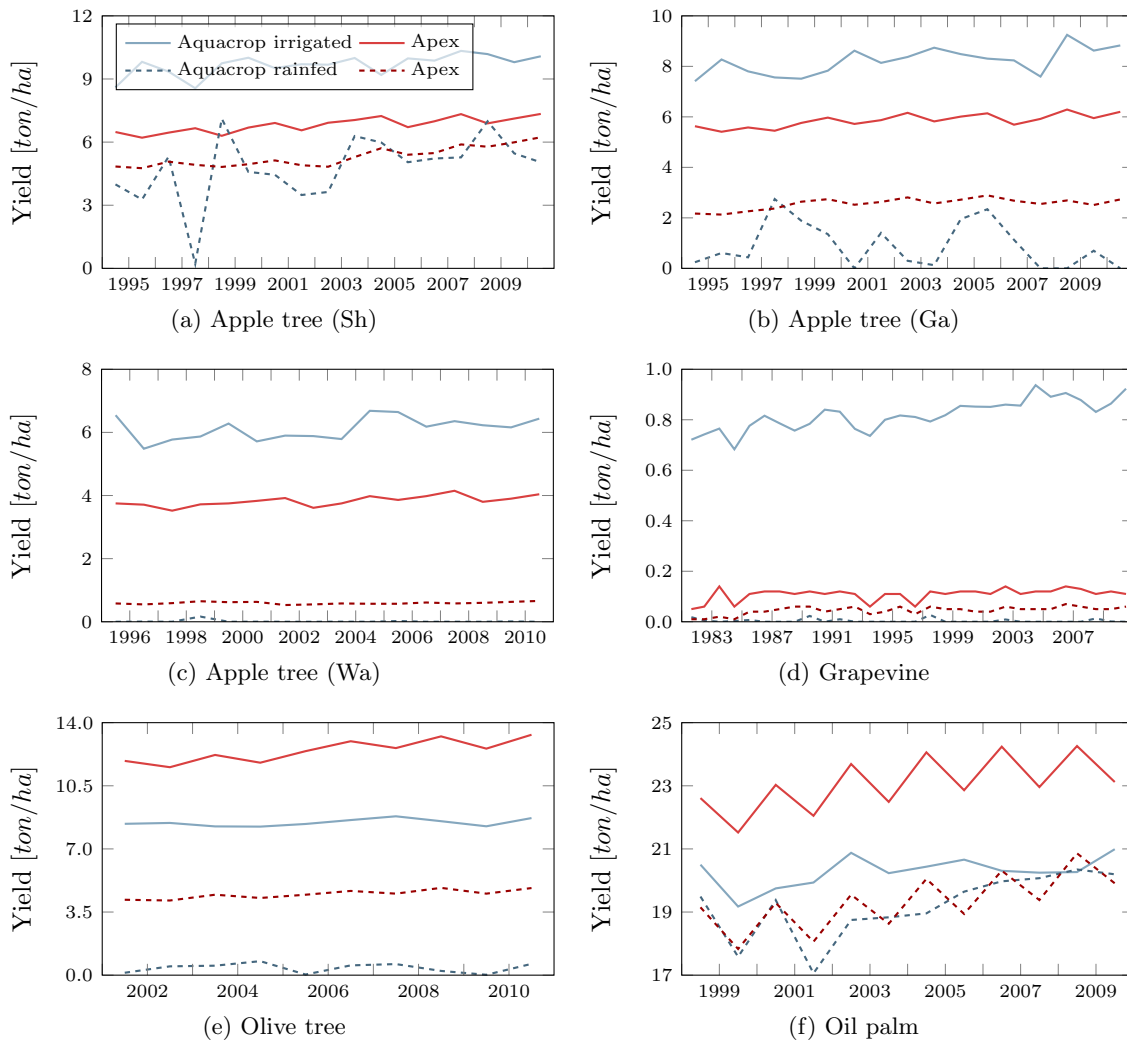 Aquacrop irrigated Apex
Aquacrop rainfed Apex
Yield [ton/ha]
12
9
6
3
0
1995 1997 1999 2001 2003 2005 2007 2009
(a) Apple tree (Sh)
Yield [ton/ha]
10
8
6
4
2
0
1995 1997 1999 2001 2003 2005 2007 2009
(b) Apple tree (Ga)
Yield [ton/ha]
8
6
4
2
0
1996 1998 2000 2002 2004 2006 2008 2010
(c) Apple tree (Wa)
Yield [ton/ha]
1.0
0.8
0.6
0.4
0.2
0.0
1983 1987 1991 1995 1999 2003 2007
(d) Grapevine
Yield [ton/ha]
14.0
10.5
7.0
3.5
0.0
2002 2004 2006 2008 2010
(e) Olive tree
Yield [ton/ha]
25
23
21
19
17
1999 2001 2003 2005 2007 2009
(f) Oil palm